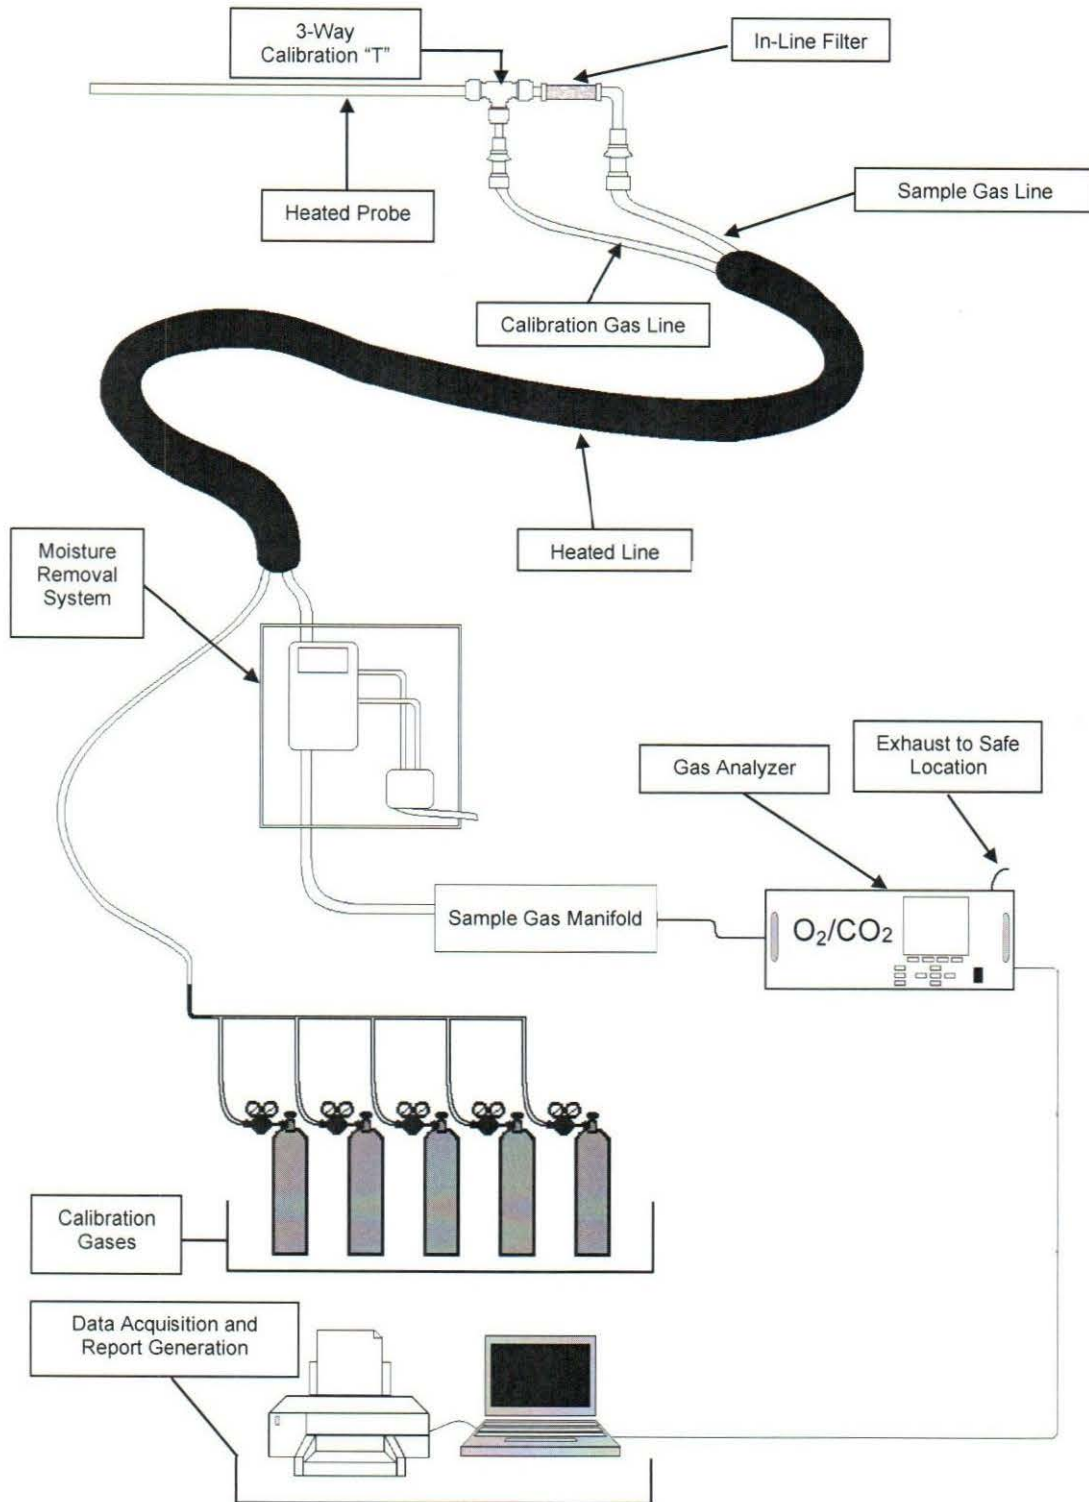 3-Way
Calibration “T”
In-Line Filter
Heated Probe
Sample Gas Line
Calibration Gas Line
Heated Line
Moisture
Removal
System
Gas Analyzer
Exhaust to Safe
Location
Sample Gas Manifold
O₂/CO₂
Calibration
Gases
Data Acquisition and
Report Generation